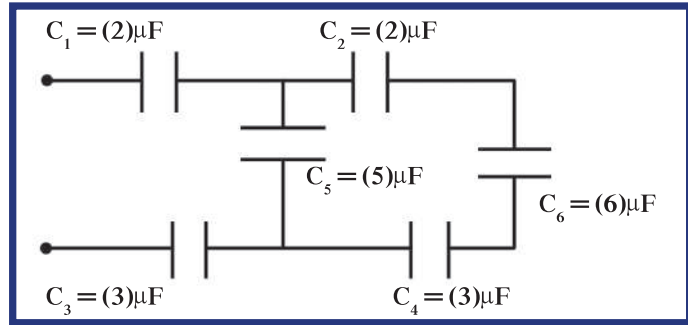 C₁ = (2)μF
C₂ = (2)μF
C₅ = (5)μF
C₆ = (6)μF
C₃ = (3)μF
C₄ = (3)μF